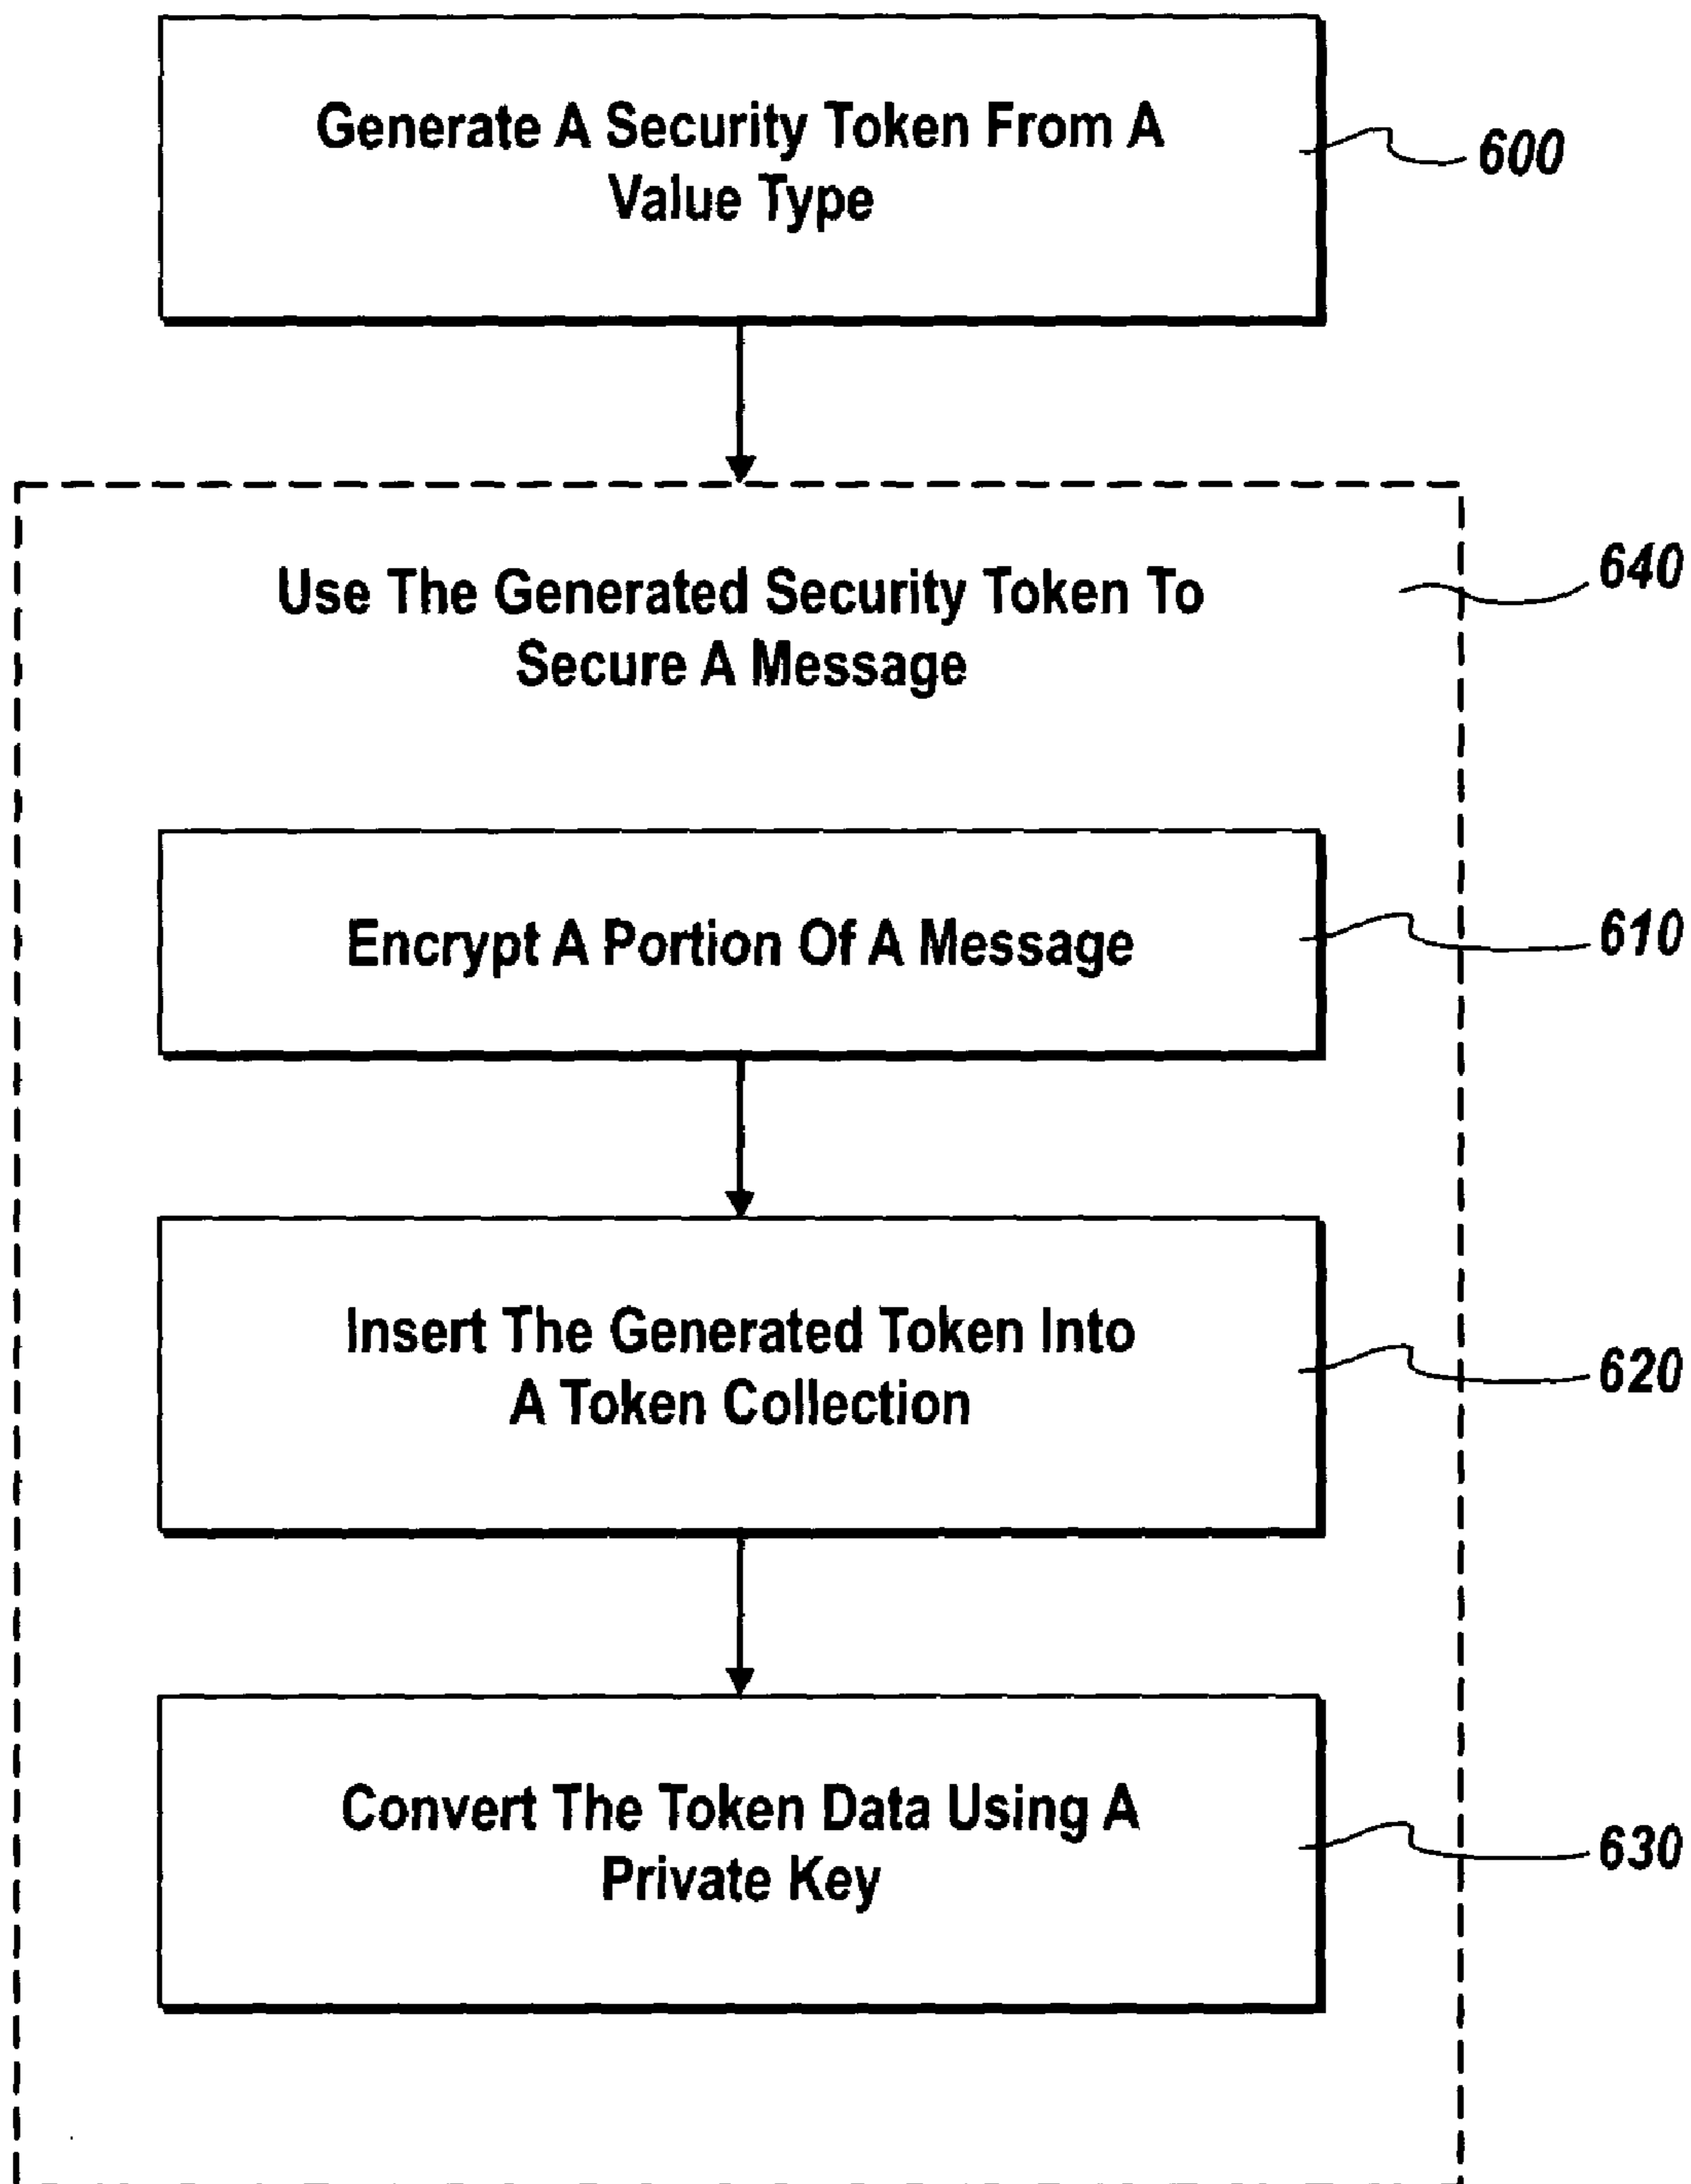 Generate A Security Token From A
Value Type
600
Use The Generated Security Token To
Secure A Message
640
Encrypt A Portion Of A Message
610
Insert The Generated Token Into
A Token Collection
620
Convert The Token Data Using A
Private Key
630